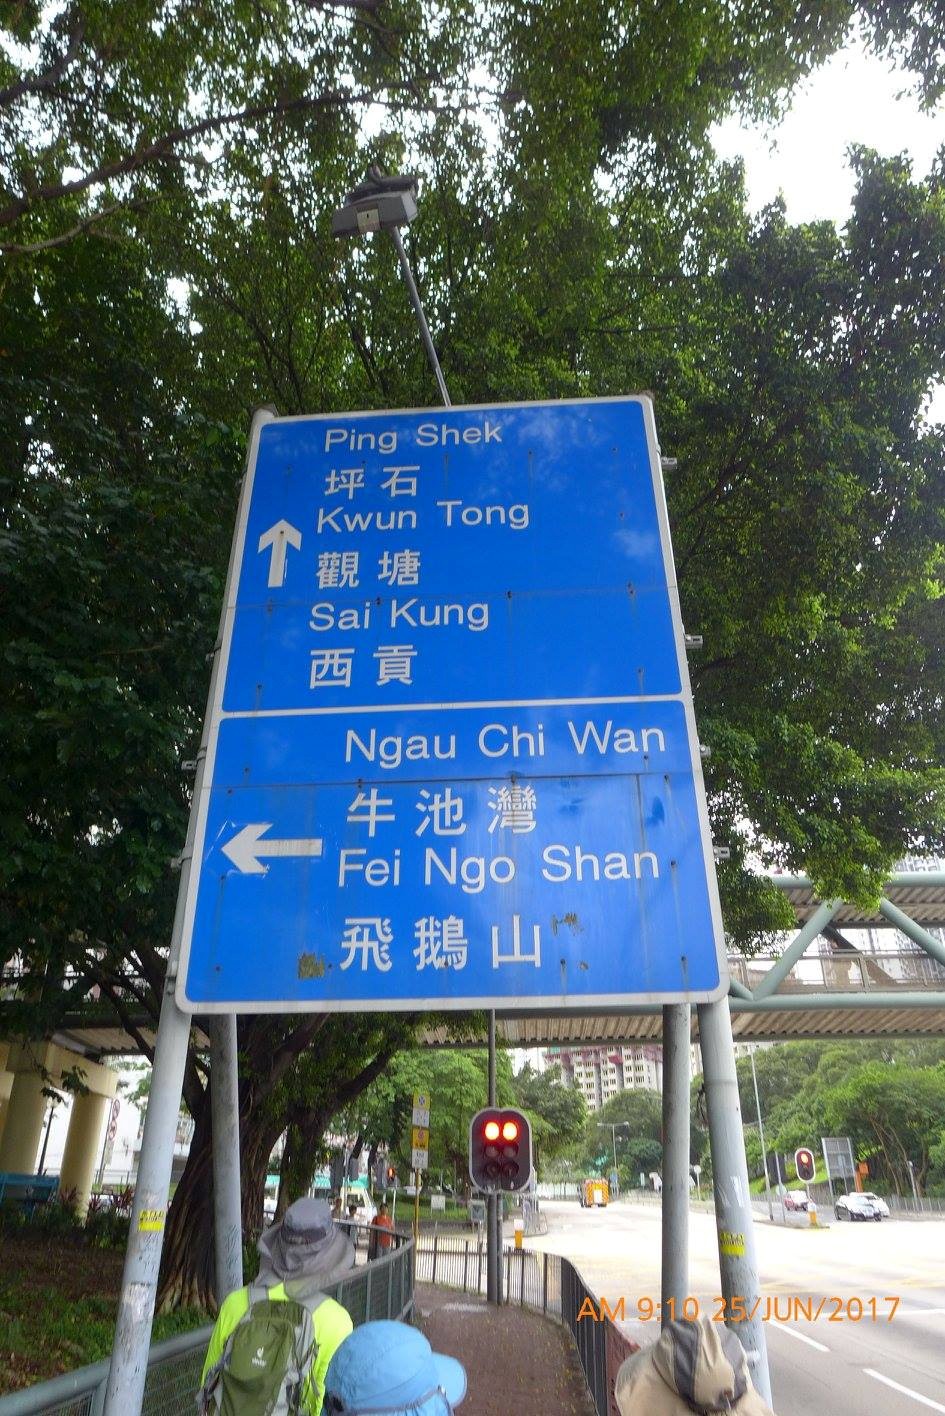 Ping Shek
坪石
Kwun Tong
觀塘
Sai Kung
西貢
Ngau Chi Wan
牛池灣
Fei Ngo Shan
飛鵝山
AM 9:10 25/JUN/2017